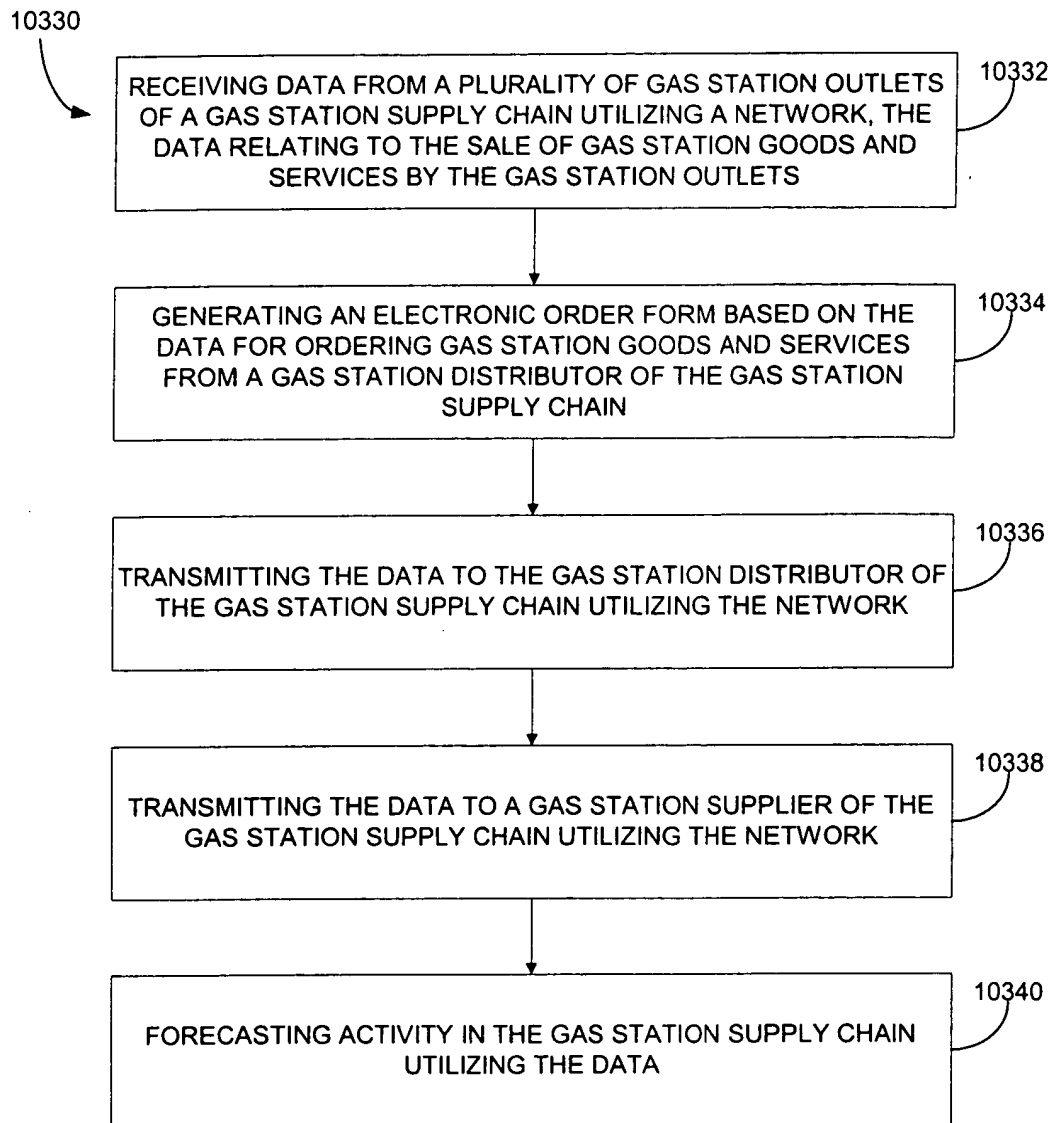 10330
RECEIVING DATA FROM A PLURALITY OF GAS STATION OUTLETS
OF A GAS STATION SUPPLY CHAIN UTILIZING A NETWORK, THE
DATA RELATING TO THE SALE OF GAS STATION GOODS AND
SERVICES BY THE GAS STATION OUTLETS
10332
GENERATING AN ELECTRONIC ORDER FORM BASED ON THE
DATA FOR ORDERING GAS STATION GOODS AND SERVICES
FROM A GAS STATION DISTRIBUTOR OF THE GAS STATION
SUPPLY CHAIN
10334
TRANSMITTING THE DATA TO THE GAS STATION DISTRIBUTOR OF
THE GAS STATION SUPPLY CHAIN UTILIZING THE NETWORK
10336
TRANSMITTING THE DATA TO A GAS STATION SUPPLIER OF THE
GAS STATION SUPPLY CHAIN UTILIZING THE NETWORK
10338
FORECASTING ACTIVITY IN THE GAS STATION SUPPLY CHAIN
UTILIZING THE DATA
10340